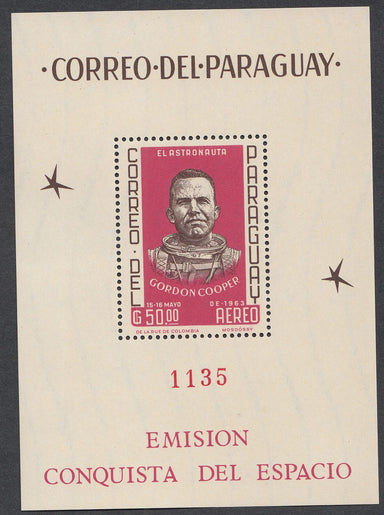 ·CORREO·DEL·PARAGUAY·
EL ASTRONAUTA
CORREO·DEL
PARAGUAY
GORDON COOPER
15-16 MAYO DE-1963
₲50.00 AEREO
DE LA RUE DE COLOMBIA MOSDÓSSY
1135
EMISION
CONQUISTA DEL ESPACIO